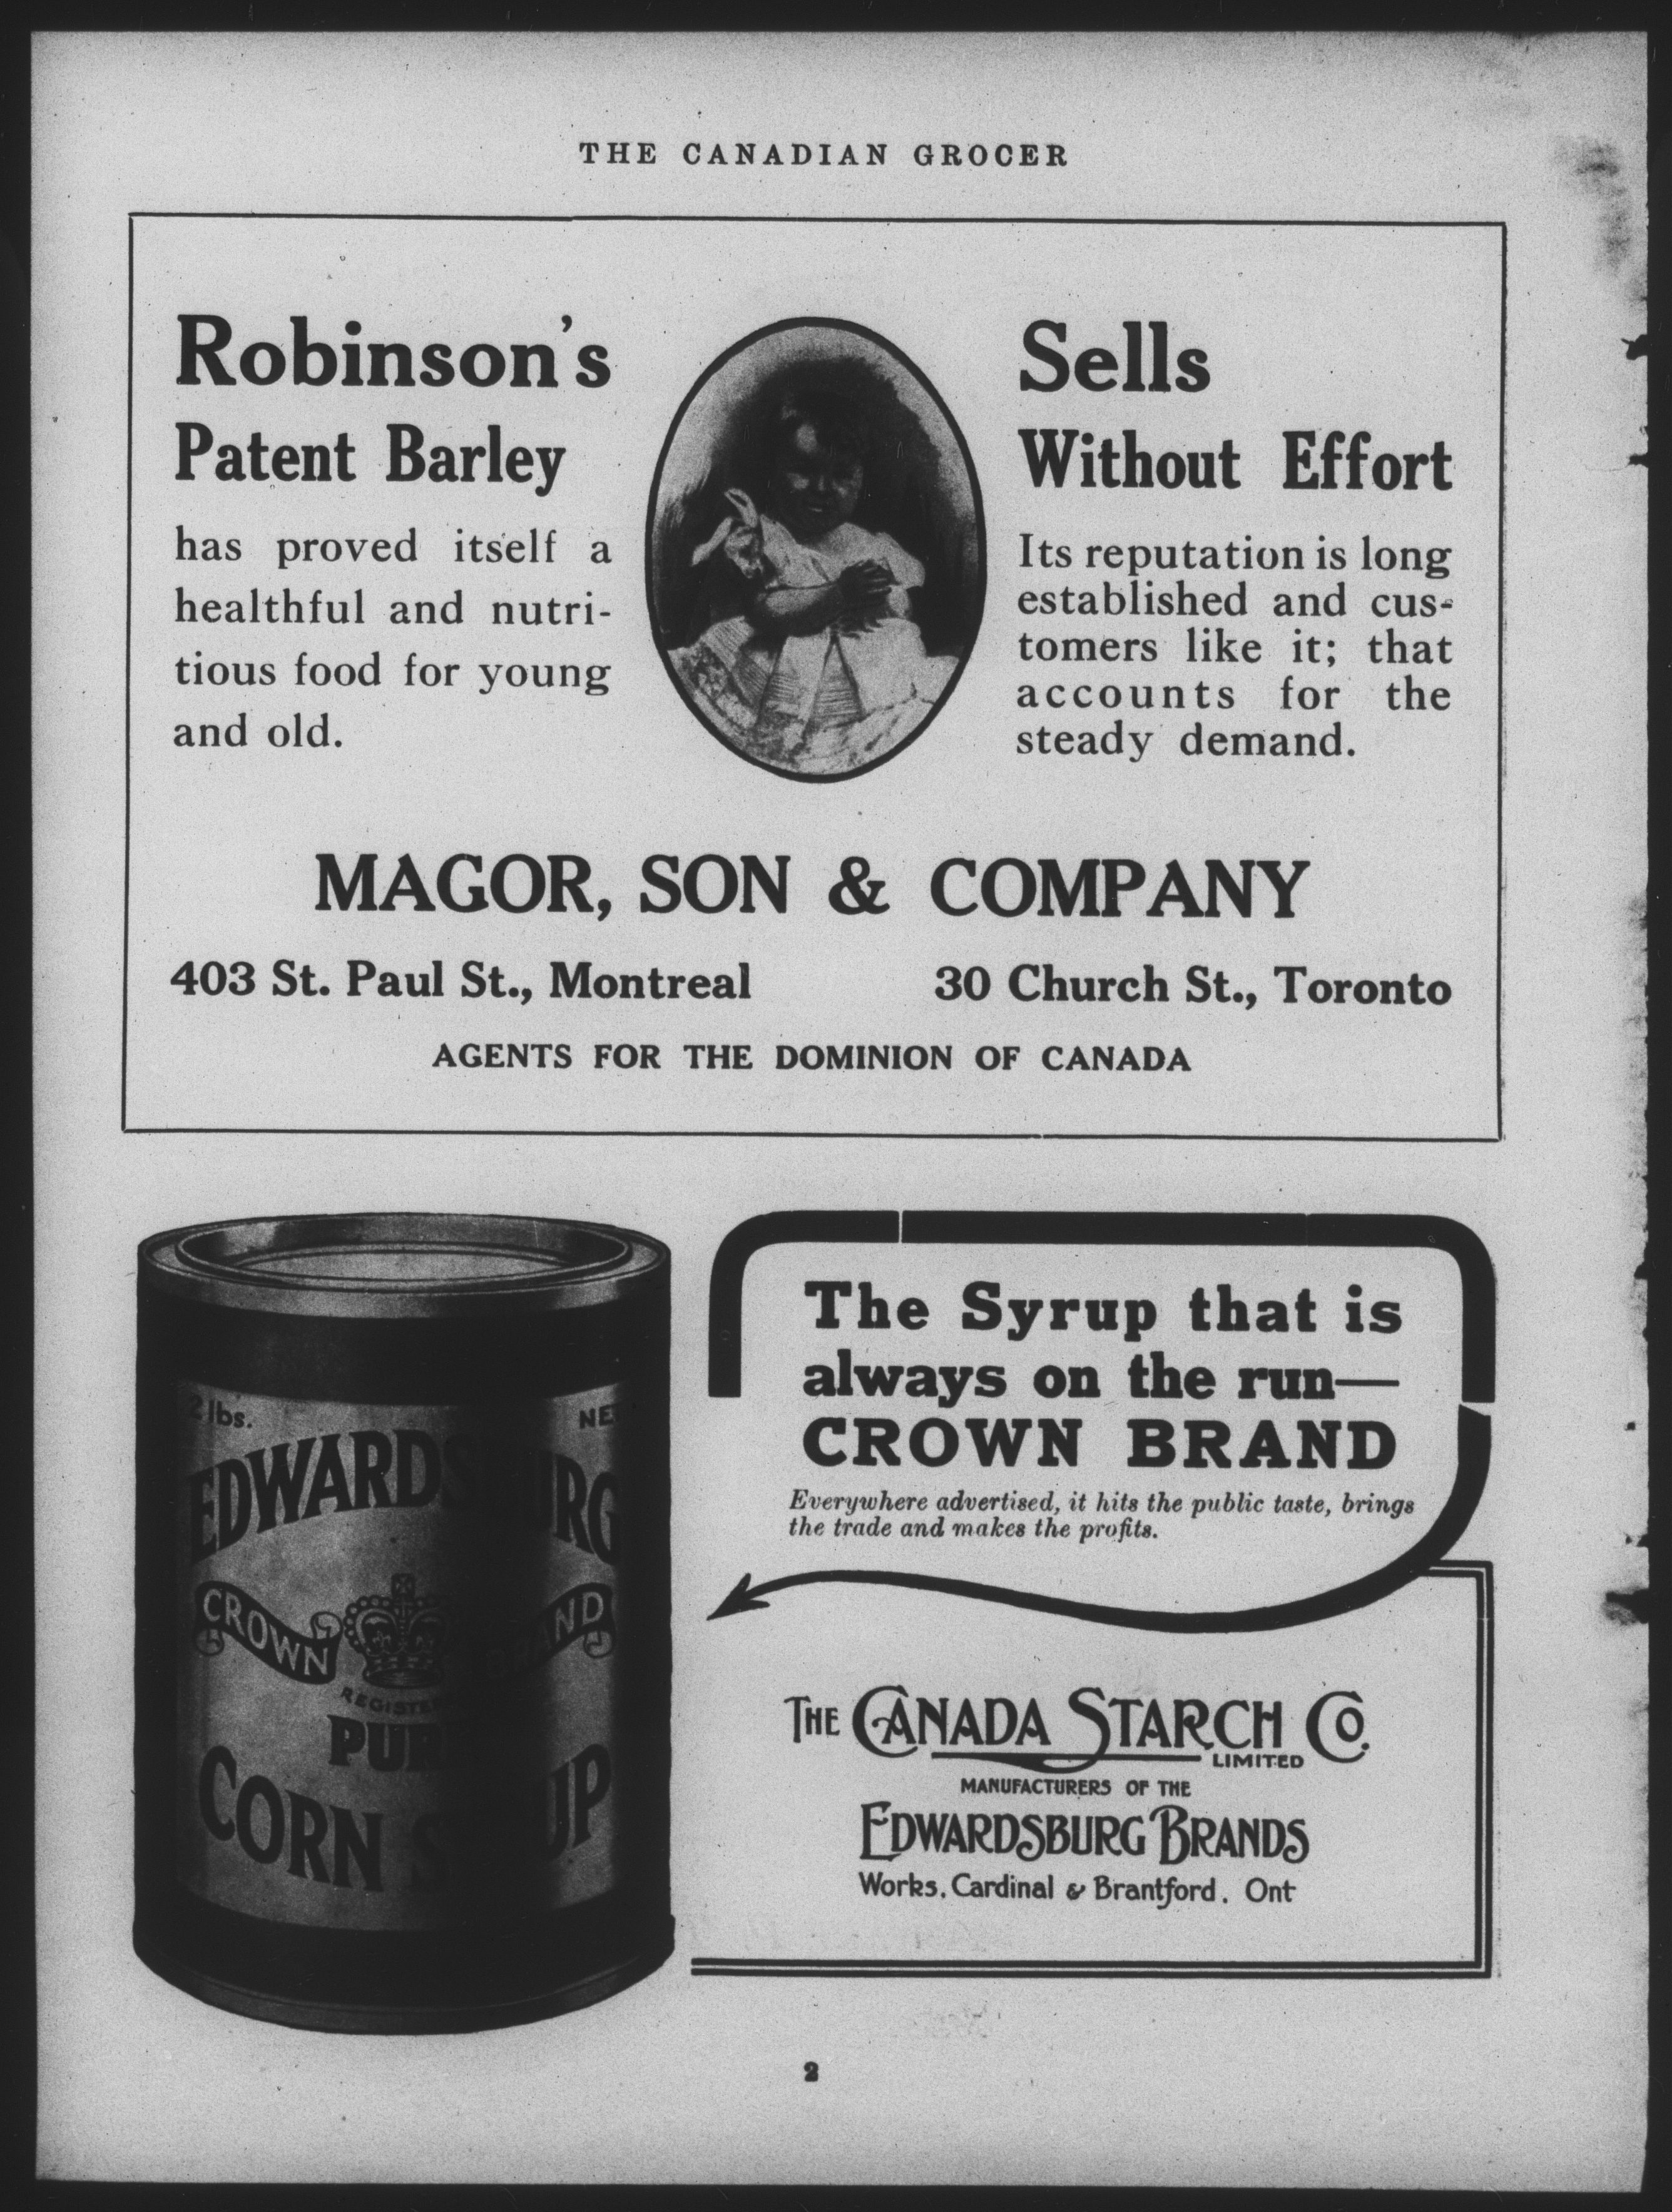 THE CANADIAN GROCER
Robinson's
Patent Barley
has proved itself a
healthful and nutri-
tious food for young
and old.
Sells
Without Effort
Its reputation is long
established and cus-
tomers like it; that
accounts for the
steady demand.
MAGOR, SON & COMPANY
403 St. Paul St., Montreal
30 Church St., Toronto
AGENTS FOR THE DOMINION OF CANADA
2 lbs.
EDWARDSBURG
CROWN BRAND
PURE
CORN SYRUP
The Syrup that is
always on the run—
CROWN BRAND
Everywhere advertised, it hits the public taste, brings
the trade and makes the profits.
THE CANADA STARCH CO.
LIMITED
MANUFACTURERS OF THE
EDWARDSBURG BRANDS
Works, Cardinal & Brantford, Ont
2